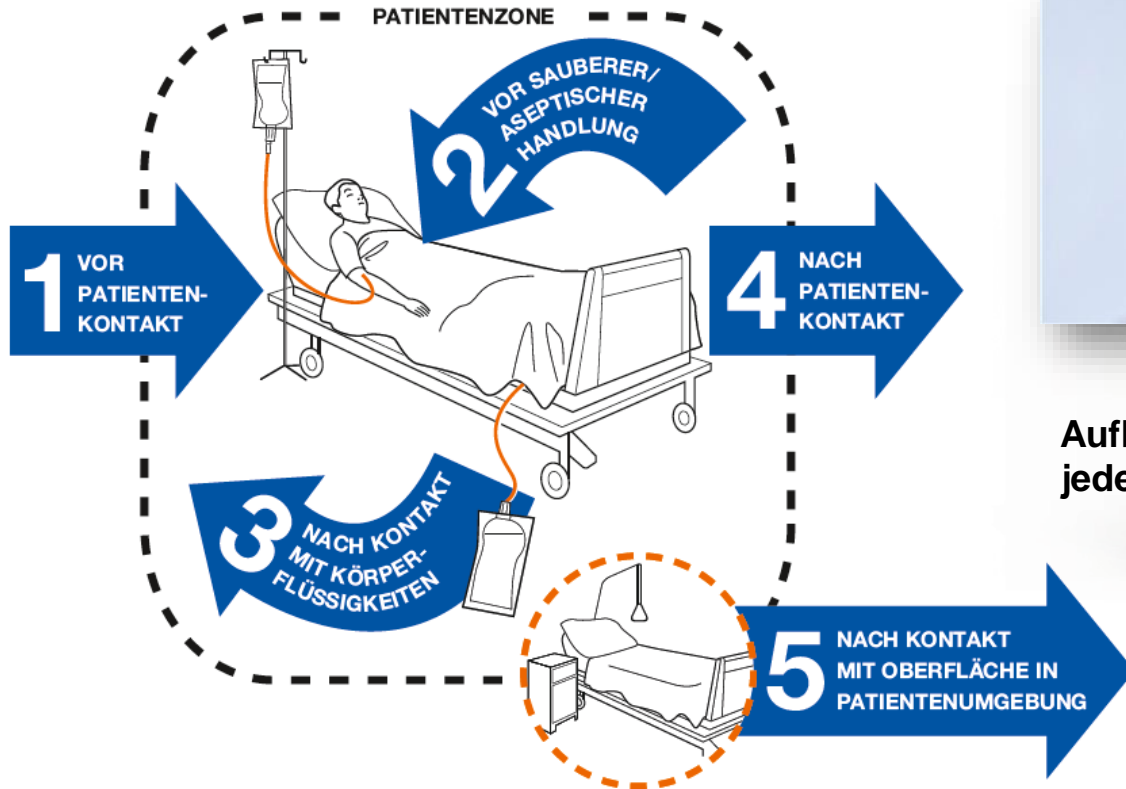 PATIENTENZONE
1
VOR
PATIENTEN-
KONTAKT
2
VOR SAUBERER/
ASEPTISCHER
HANDLUNG
3
NACH KONTAKT
MIT KÖRPER-
FLÜSSIGKEITEN
4
NACH
PATIENTEN-
KONTAKT
5
NACH KONTAKT
MIT OBERFLÄCHE IN
PATIENTENUMGEBUNG
jede